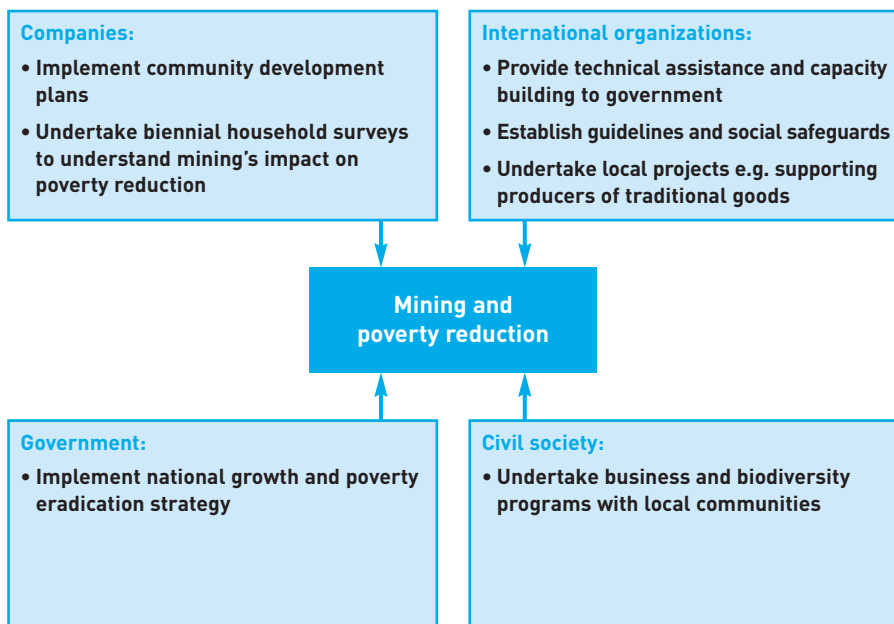 Companies:
• Implement community development
plans
• Undertake biennial household surveys
to understand mining’s impact on
poverty reduction
International organizations:
• Provide technical assistance and capacity
building to government
• Establish guidelines and social safeguards
• Undertake local projects e.g. supporting
producers of traditional goods
Mining and
poverty reduction
Government:
• Implement national growth and poverty
eradication strategy
Civil society:
• Undertake business and biodiversity
programs with local communities